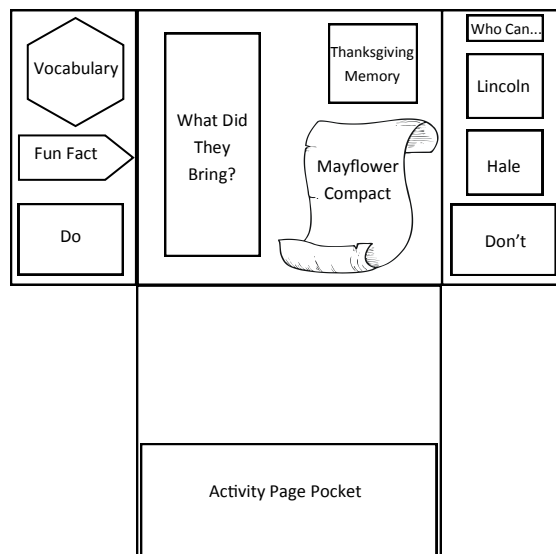 Vocabulary
Fun Fact
Do
What Did
They
Bring?
Thanksgiving
Memory
Mayflower
Compact
Who Can...
Lincoln
Hale
Don't
Activity Page Pocket